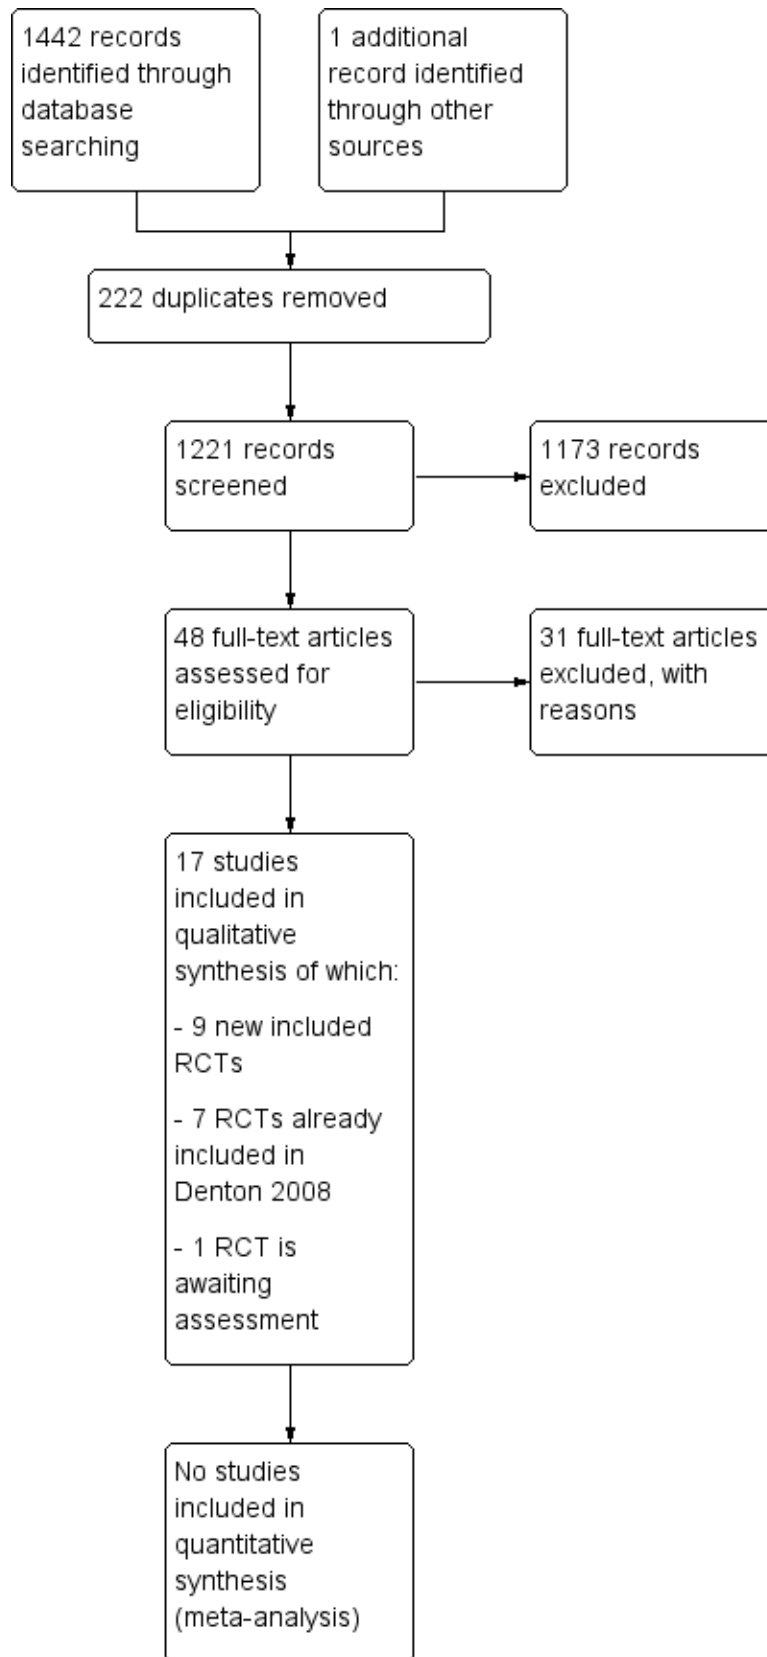 1442 records
identified through
database
searching
1 additional
record identified
through other
sources
222 duplicates removed
1221 records
screened
1173 records
excluded
48 full-text articles
assessed for
eligibility
31 full-text articles
excluded, with
reasons
17 studies
included in
qualitative
synthesis of which:
- 9 new included
RCTs
- 7 RCTs already
included in
Denton 2008
- 1 RCT is
awaiting
assessment
No studies
included in
quantitative
synthesis
(meta-analysis)